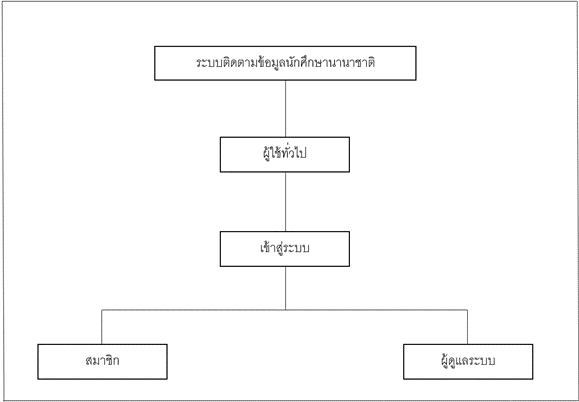 ระบบติดตามข้อมูลนักศึกษานานาชาติ
ผู้ใช้ทั่วไป
เข้าสู่ระบบ
สมาชิก
ผู้ดูแลระบบ